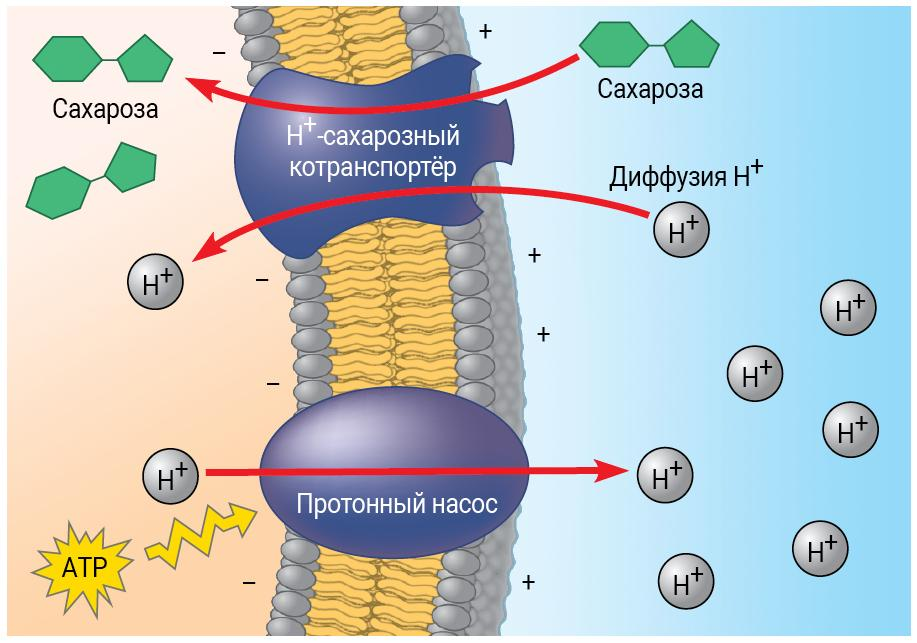 –
+
Сахароза
Сахароза
H+-сахарозный
котранспортёр
Диффузия H+
H+
H+
–
+
H+
+
H+
–
H+
H+
H+
Протонный насос
ATP
H+
H+
–
+